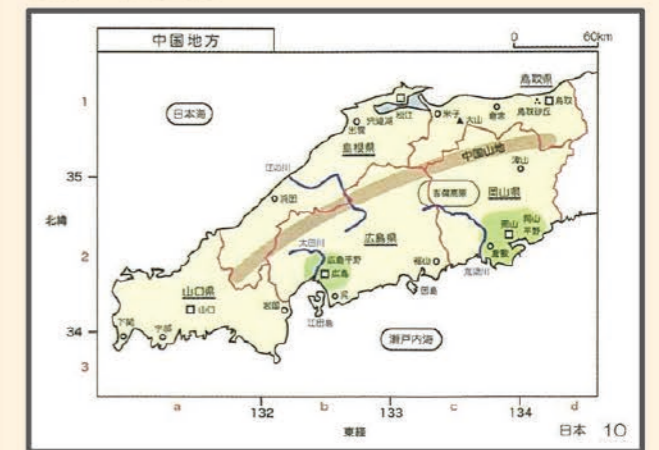 中国地方
0 60km
鳥取県
1
日本海
松江
宍道湖
出雲
米子
大山
倉吉
鳥取砂丘
鳥取
島根県
中国山地
津山
35
江の川
浜田
吉備高原
岡山県
北緯
岡山
岡山平野
倉敷
2
太田川
広島県
広島平野
広島
福山
高梁川
因島
山口県
山口
岩国
呉
江田島
瀬戸内海
34
下関
宇部
3
a
b
c
d
132
133
134
東経
日本 10